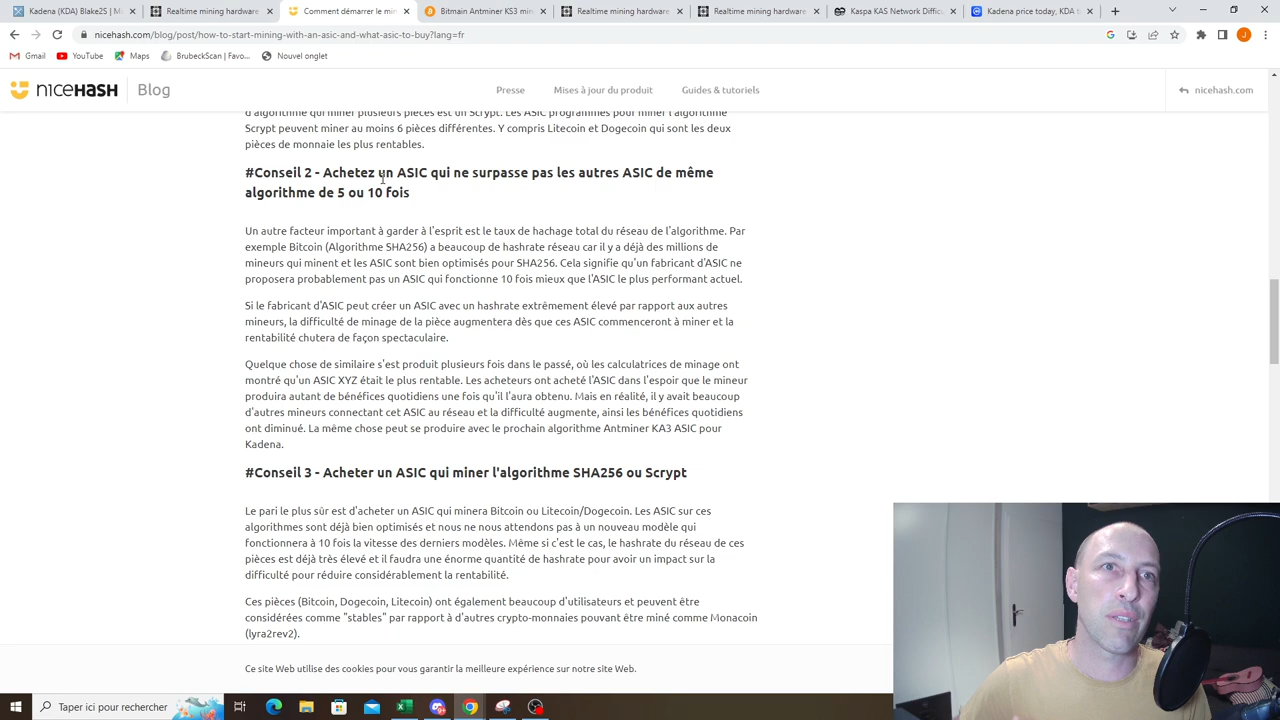 Kadena (KDA) Blake2S | M
Realtime mining hardware
Comment démarrer le min
Bitmain Antminer KS3 min
Realtime mining hardware
Realtime mining hardware
Kaspa KAS Network Difficu
Kadena price today, KDA t
nicehash.com/blog/post/how-to-start-mining-with-an-asic-and-what-asic-to-buy?lang=fr
J
Gmail
YouTube
Maps
BrubeckScan | Favo...
Nouvel onglet
niceHASH
Blog
Presse
Mises à jour du produit
Guides & tutoriels
nicehash.com
d'algorithme qui miner plusieurs pièces est un Scrypt. Les ASIC programmés pour miner l'algorithme
Scrypt peuvent miner au moins 6 pièces différentes. Y compris Litecoin et Dogecoin qui sont les deux
pièces de monnaie les plus rentables.
#Conseil 2 - Achetez un ASIC qui ne surpasse pas les autres ASIC de même
algorithme de 5 ou 10 fois
Un autre facteur important à garder à l'esprit est le taux de hachage total du réseau de l'algorithme. Par
exemple Bitcoin (Algorithme SHA256) a beaucoup de hashrate réseau car il y a déjà des millions de
mineurs qui minent et les ASIC sont bien optimisés pour SHA256. Cela signifie qu'un fabricant d'ASIC ne
proposera probablement pas un ASIC qui fonctionne 10 fois mieux que l'ASIC le plus performant actuel.
Si le fabricant d'ASIC peut créer un ASIC avec un hashrate extrêmement élevé par rapport aux autres
mineurs, la difficulté de minage de la pièce augmentera dès que ces ASIC commenceront à miner et la
rentabilité chutera de façon spectaculaire.
Quelque chose de similaire s'est produit plusieurs fois dans le passé, où les calculatrices de minage ont
montré qu'un ASIC XYZ était le plus rentable. Les acheteurs ont acheté l'ASIC dans l'espoir que le mineur
produira autant de bénéfices quotidiens une fois qu'il l'aura obtenu. Mais en réalité, il y avait beaucoup
d'autres mineurs connectant cet ASIC au réseau et la difficulté augmente, ainsi les bénéfices quotidiens
ont diminué. La même chose peut se produire avec le prochain algorithme Antminer KA3 ASIC pour
Kadena.
#Conseil 3 - Acheter un ASIC qui miner l'algorithme SHA256 ou Scrypt
Le pari le plus sûr est d'acheter un ASIC qui minera Bitcoin ou Litecoin/Dogecoin. Les ASIC sur ces
algorithmes sont déjà bien optimisés et nous ne nous attendons pas à un nouveau modèle qui
fonctionnera à 10 fois la vitesse des derniers modèles. Même si c'est le cas, le hashrate du réseau de ces
pièces est déjà très élevé et il faudra une énorme quantité de hashrate pour avoir un impact sur la
difficulté pour réduire considérablement la rentabilité.
Ces pièces (Bitcoin, Dogecoin, Litecoin) ont également beaucoup d'utilisateurs et peuvent être
considérées comme "stables" par rapport à d'autres crypto-monnaies pouvant être miné comme Monacoin
(lyra2rev2).
Ce site Web utilise des cookies pour vous garantir la meilleure expérience sur notre site Web.
Taper ici pour rechercher